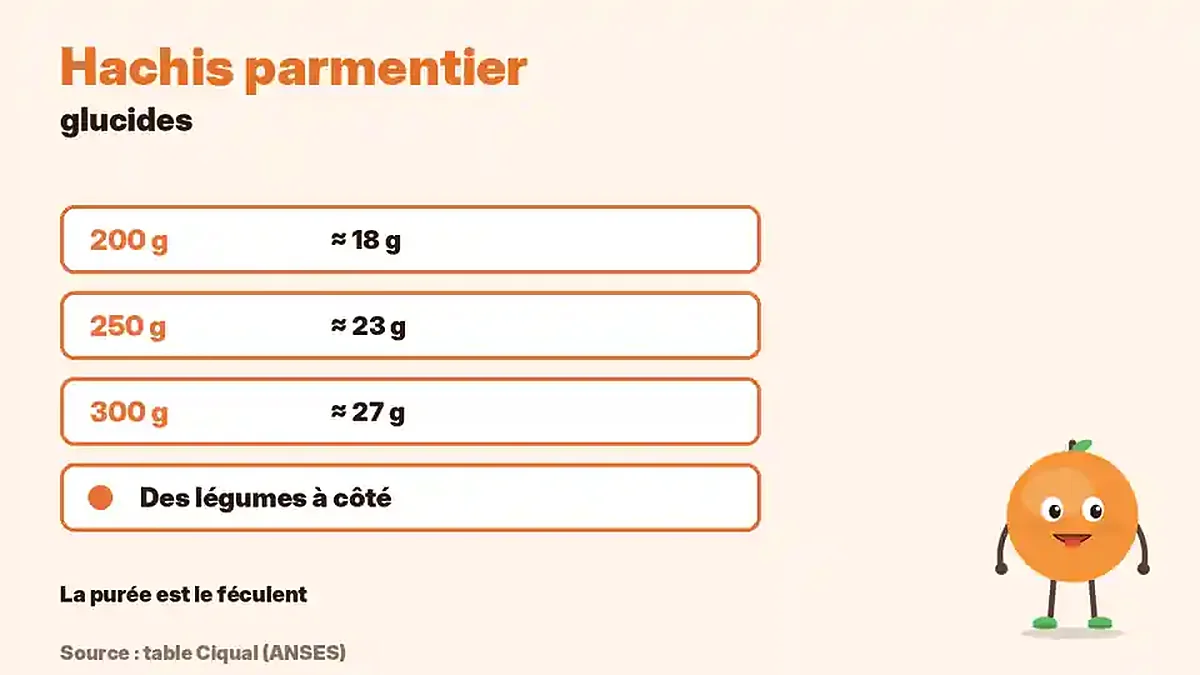 Hachis parmentier
glucides
200 g ≈ 18 g
250 g ≈ 23 g
300 g ≈ 27 g
Des légumes à côté
La purée est le féculent
Source : table Ciqual (ANSES)